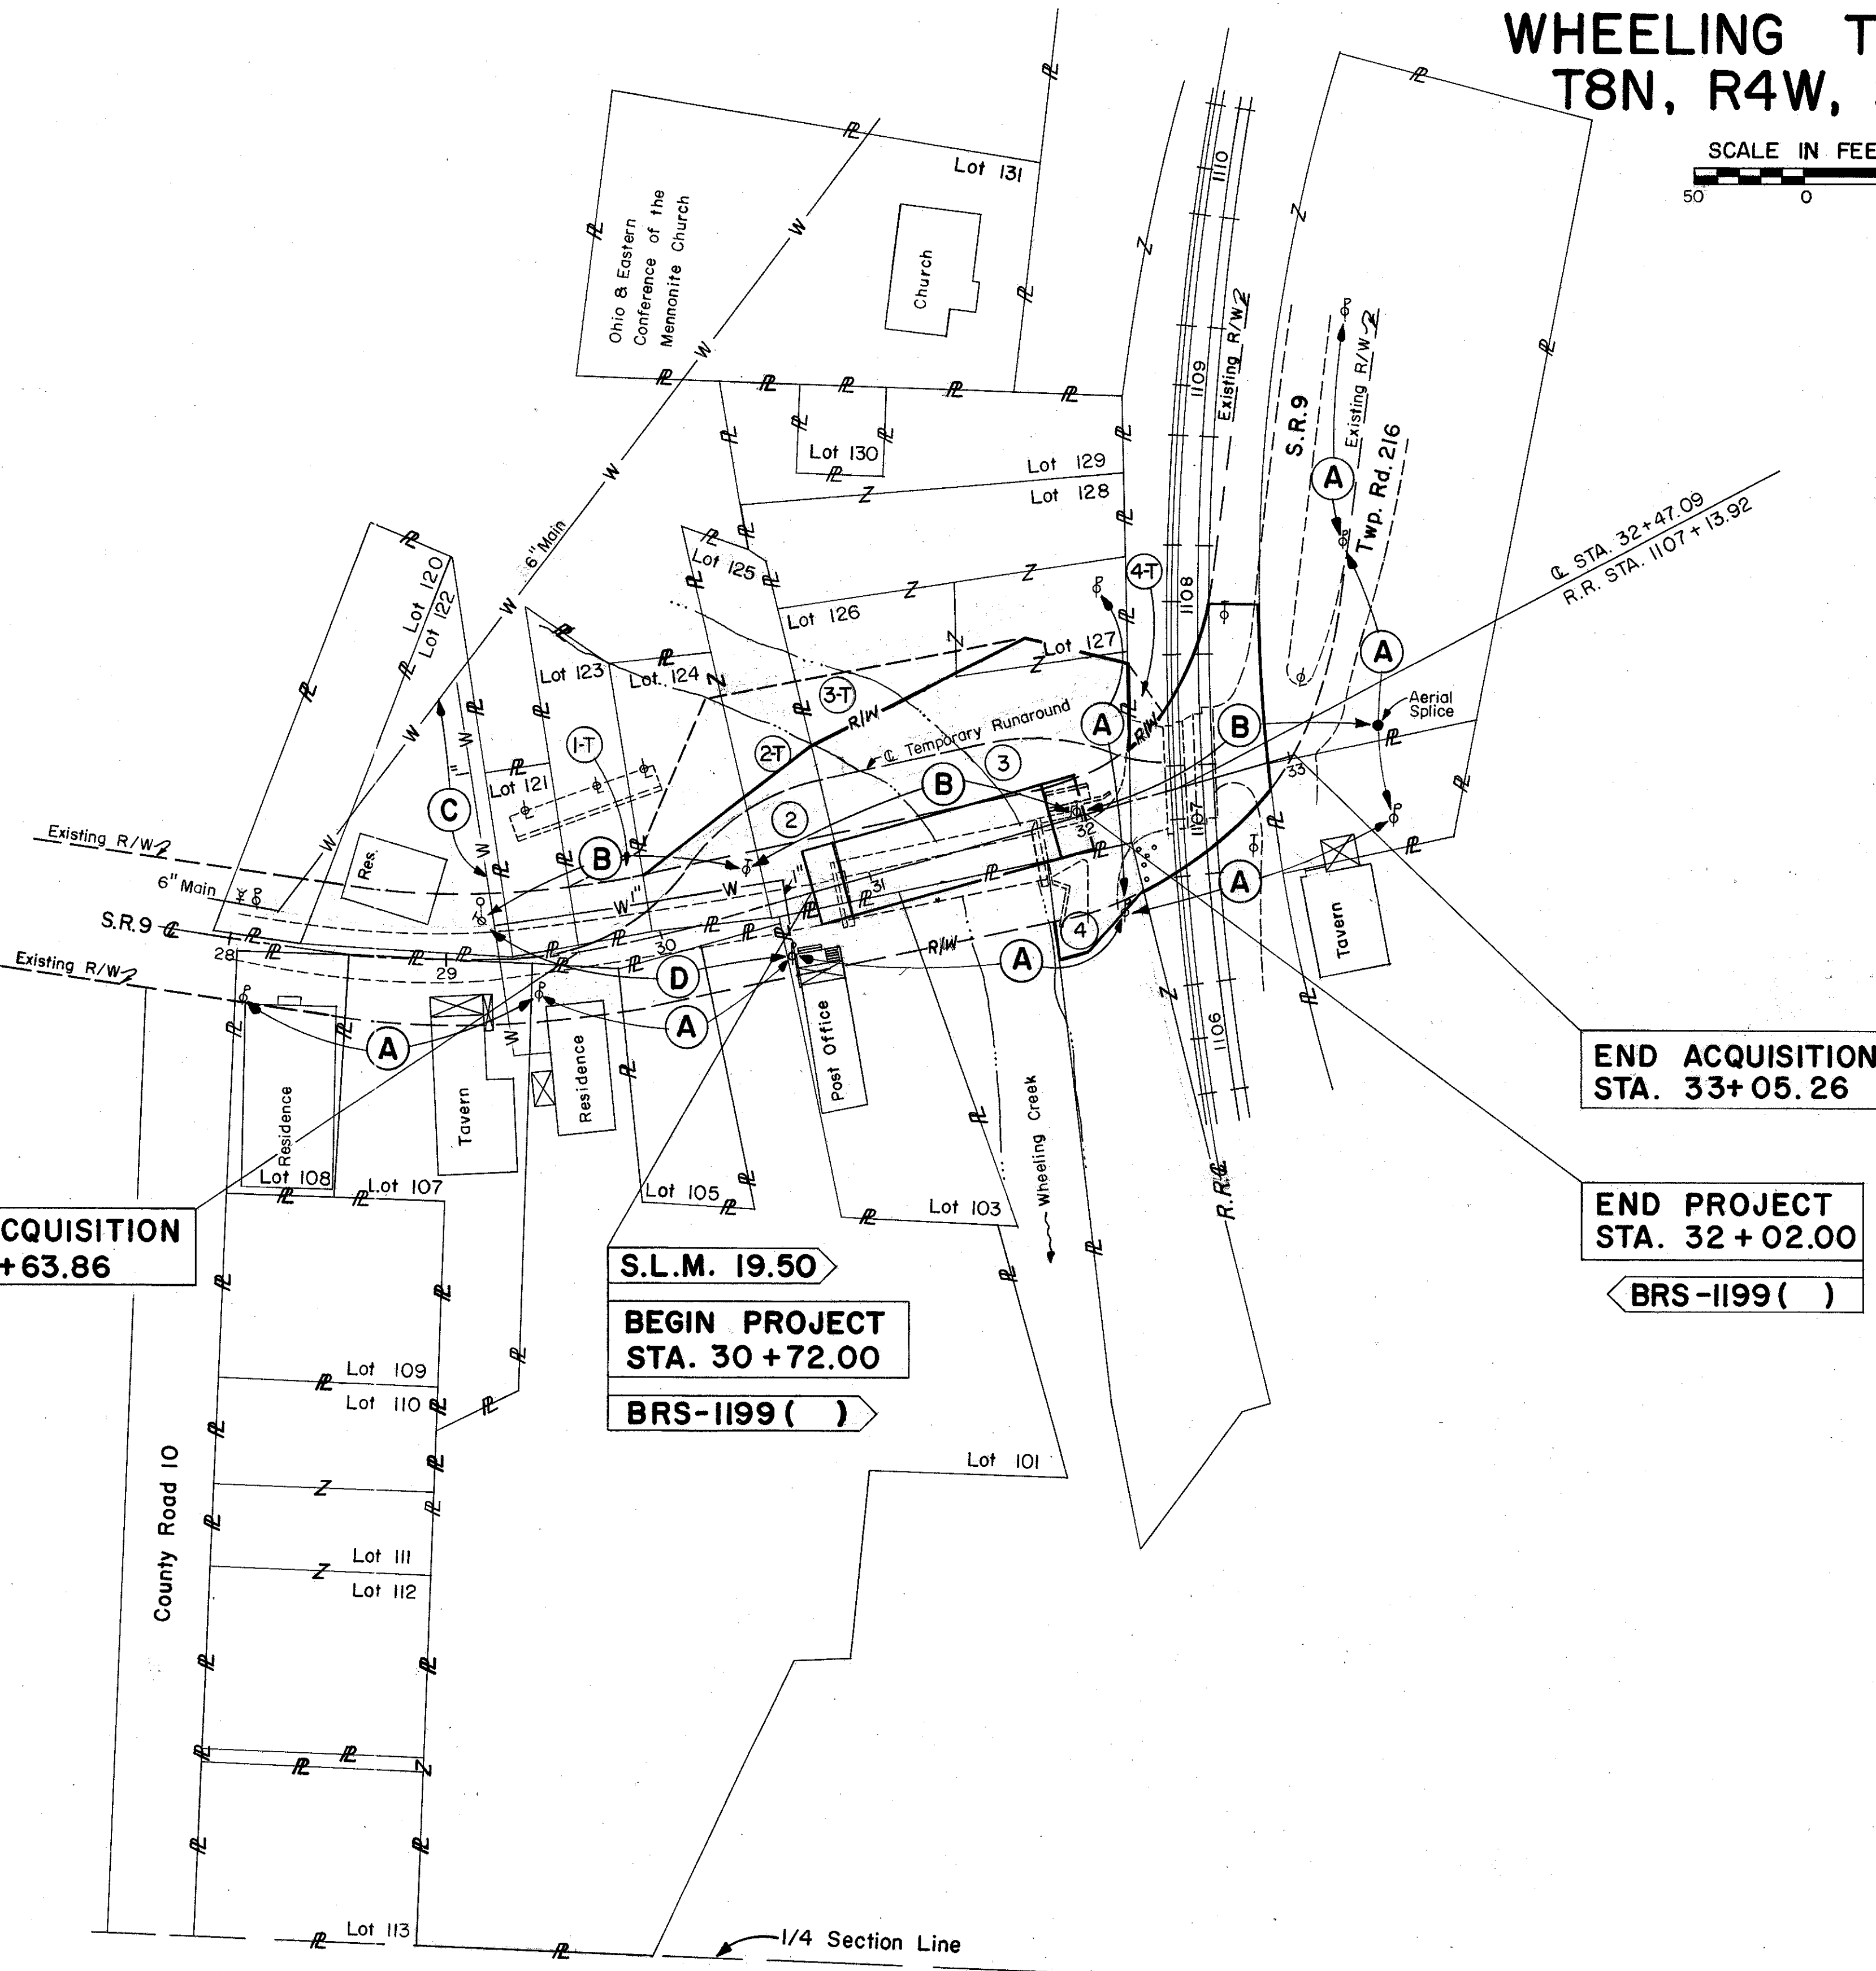 WHEELING T
T8N, R4W,
SCALE IN FEE
50 0
Lot 131
Ohio & Eastern
Conference of the
Mennonite Church
Church
1110
1109
Existing R/W
S.R.9
Existing R/W
Twp. Rd. 216
A
Lot 130
Lot 129
Lot 128
W
W
W
6" Main
W
W
W
℄ STA. 32+47.09
R.R. STA. 1107+13.92
Lot 120
Lot 122
Lot 125
Lot 126
4-T
1108
Lot 127
A
Lot 123
Lot. 124
3-T
R/W
℄ Temporary Runaround
A
R/W
B
Aerial
Splice
1-T
2-T
3
33
Lot 121
C
W
1"
B
2
32
1107
Existing R/W
Res.
B
W
6" Main
W
1"
W
1"
31
A
S.R.9 ℄
28
29
30
R/W
4
Tavern
Existing R/W
D
A
A
A
W
Residence
Tavern
Residence
Post Office
Wheeling Creek
1106
END ACQUISITION
STA. 33+05.26
Lot 108
Lot 107
Lot 105
Lot 103
R.R. ℄
CQUISITION
+63.86
S.L.M. 19.50
BEGIN PROJECT
STA. 30+72.00
BRS-1199 ( )
END PROJECT
STA. 32+02.00
BRS-1199 ( )
Lot 109
Lot 110
Lot 101
County Road 10
Lot 111
Lot 112
Lot 113
1/4 Section Line